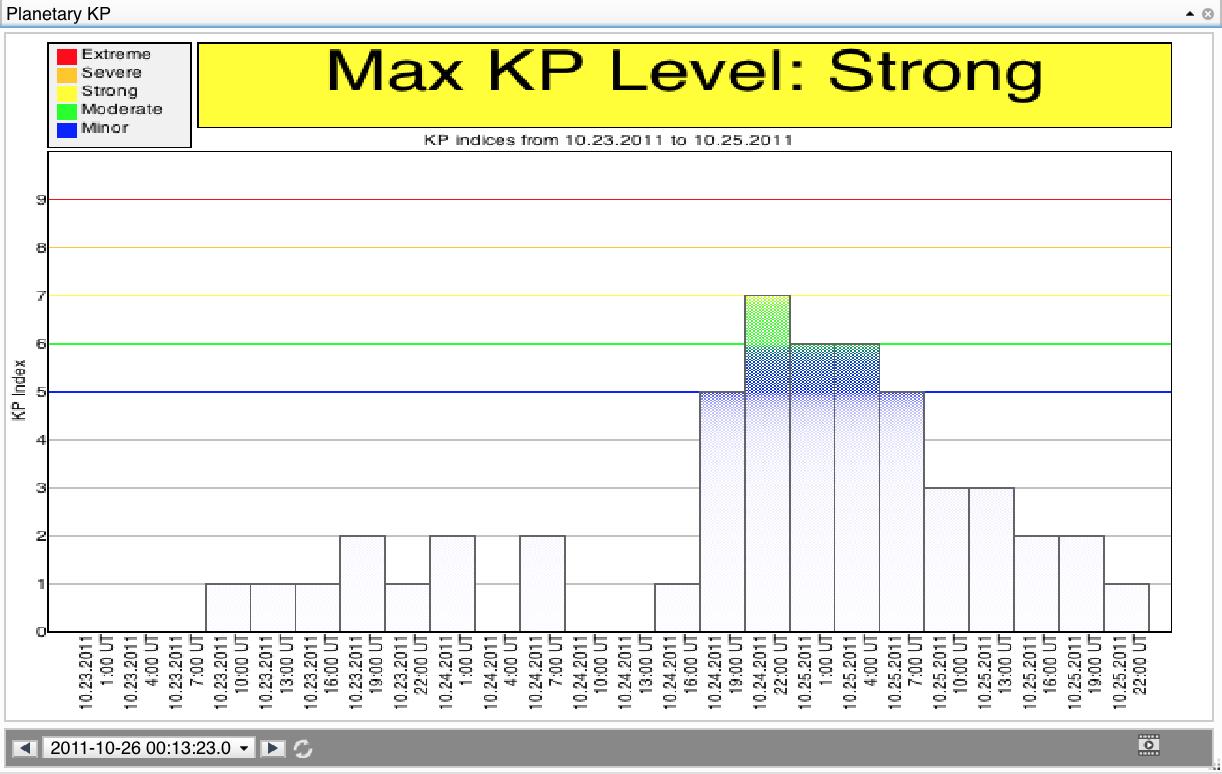 Planetary KP
Extreme
Severe
Strong
Moderate
Minor
Max KP Level: Strong
KP indices from 10.23.2011 to 10.25.2011
KP Index
9
8
7
6
5
4
3
2
1
0
10.23.2011
1:00 UT
10.23.2011
4:00 UT
10.23.2011
7:00 UT
10.23.2011
10:00 UT
10.23.2011
13:00 UT
10.23.2011
16:00 UT
10.23.2011
19:00 UT
10.23.2011
22:00 UT
10.24.2011
1:00 UT
10.24.2011
4:00 UT
10.24.2011
7:00 UT
10.24.2011
10:00 UT
10.24.2011
13:00 UT
10.24.2011
16:00 UT
10.24.2011
19:00 UT
10.24.2011
22:00 UT
10.25.2011
1:00 UT
10.25.2011
4:00 UT
10.25.2011
7:00 UT
10.25.2011
10:00 UT
10.25.2011
13:00 UT
10.25.2011
16:00 UT
10.25.2011
19:00 UT
10.25.2011
22:00 UT
2011-10-26 00:13:23.0